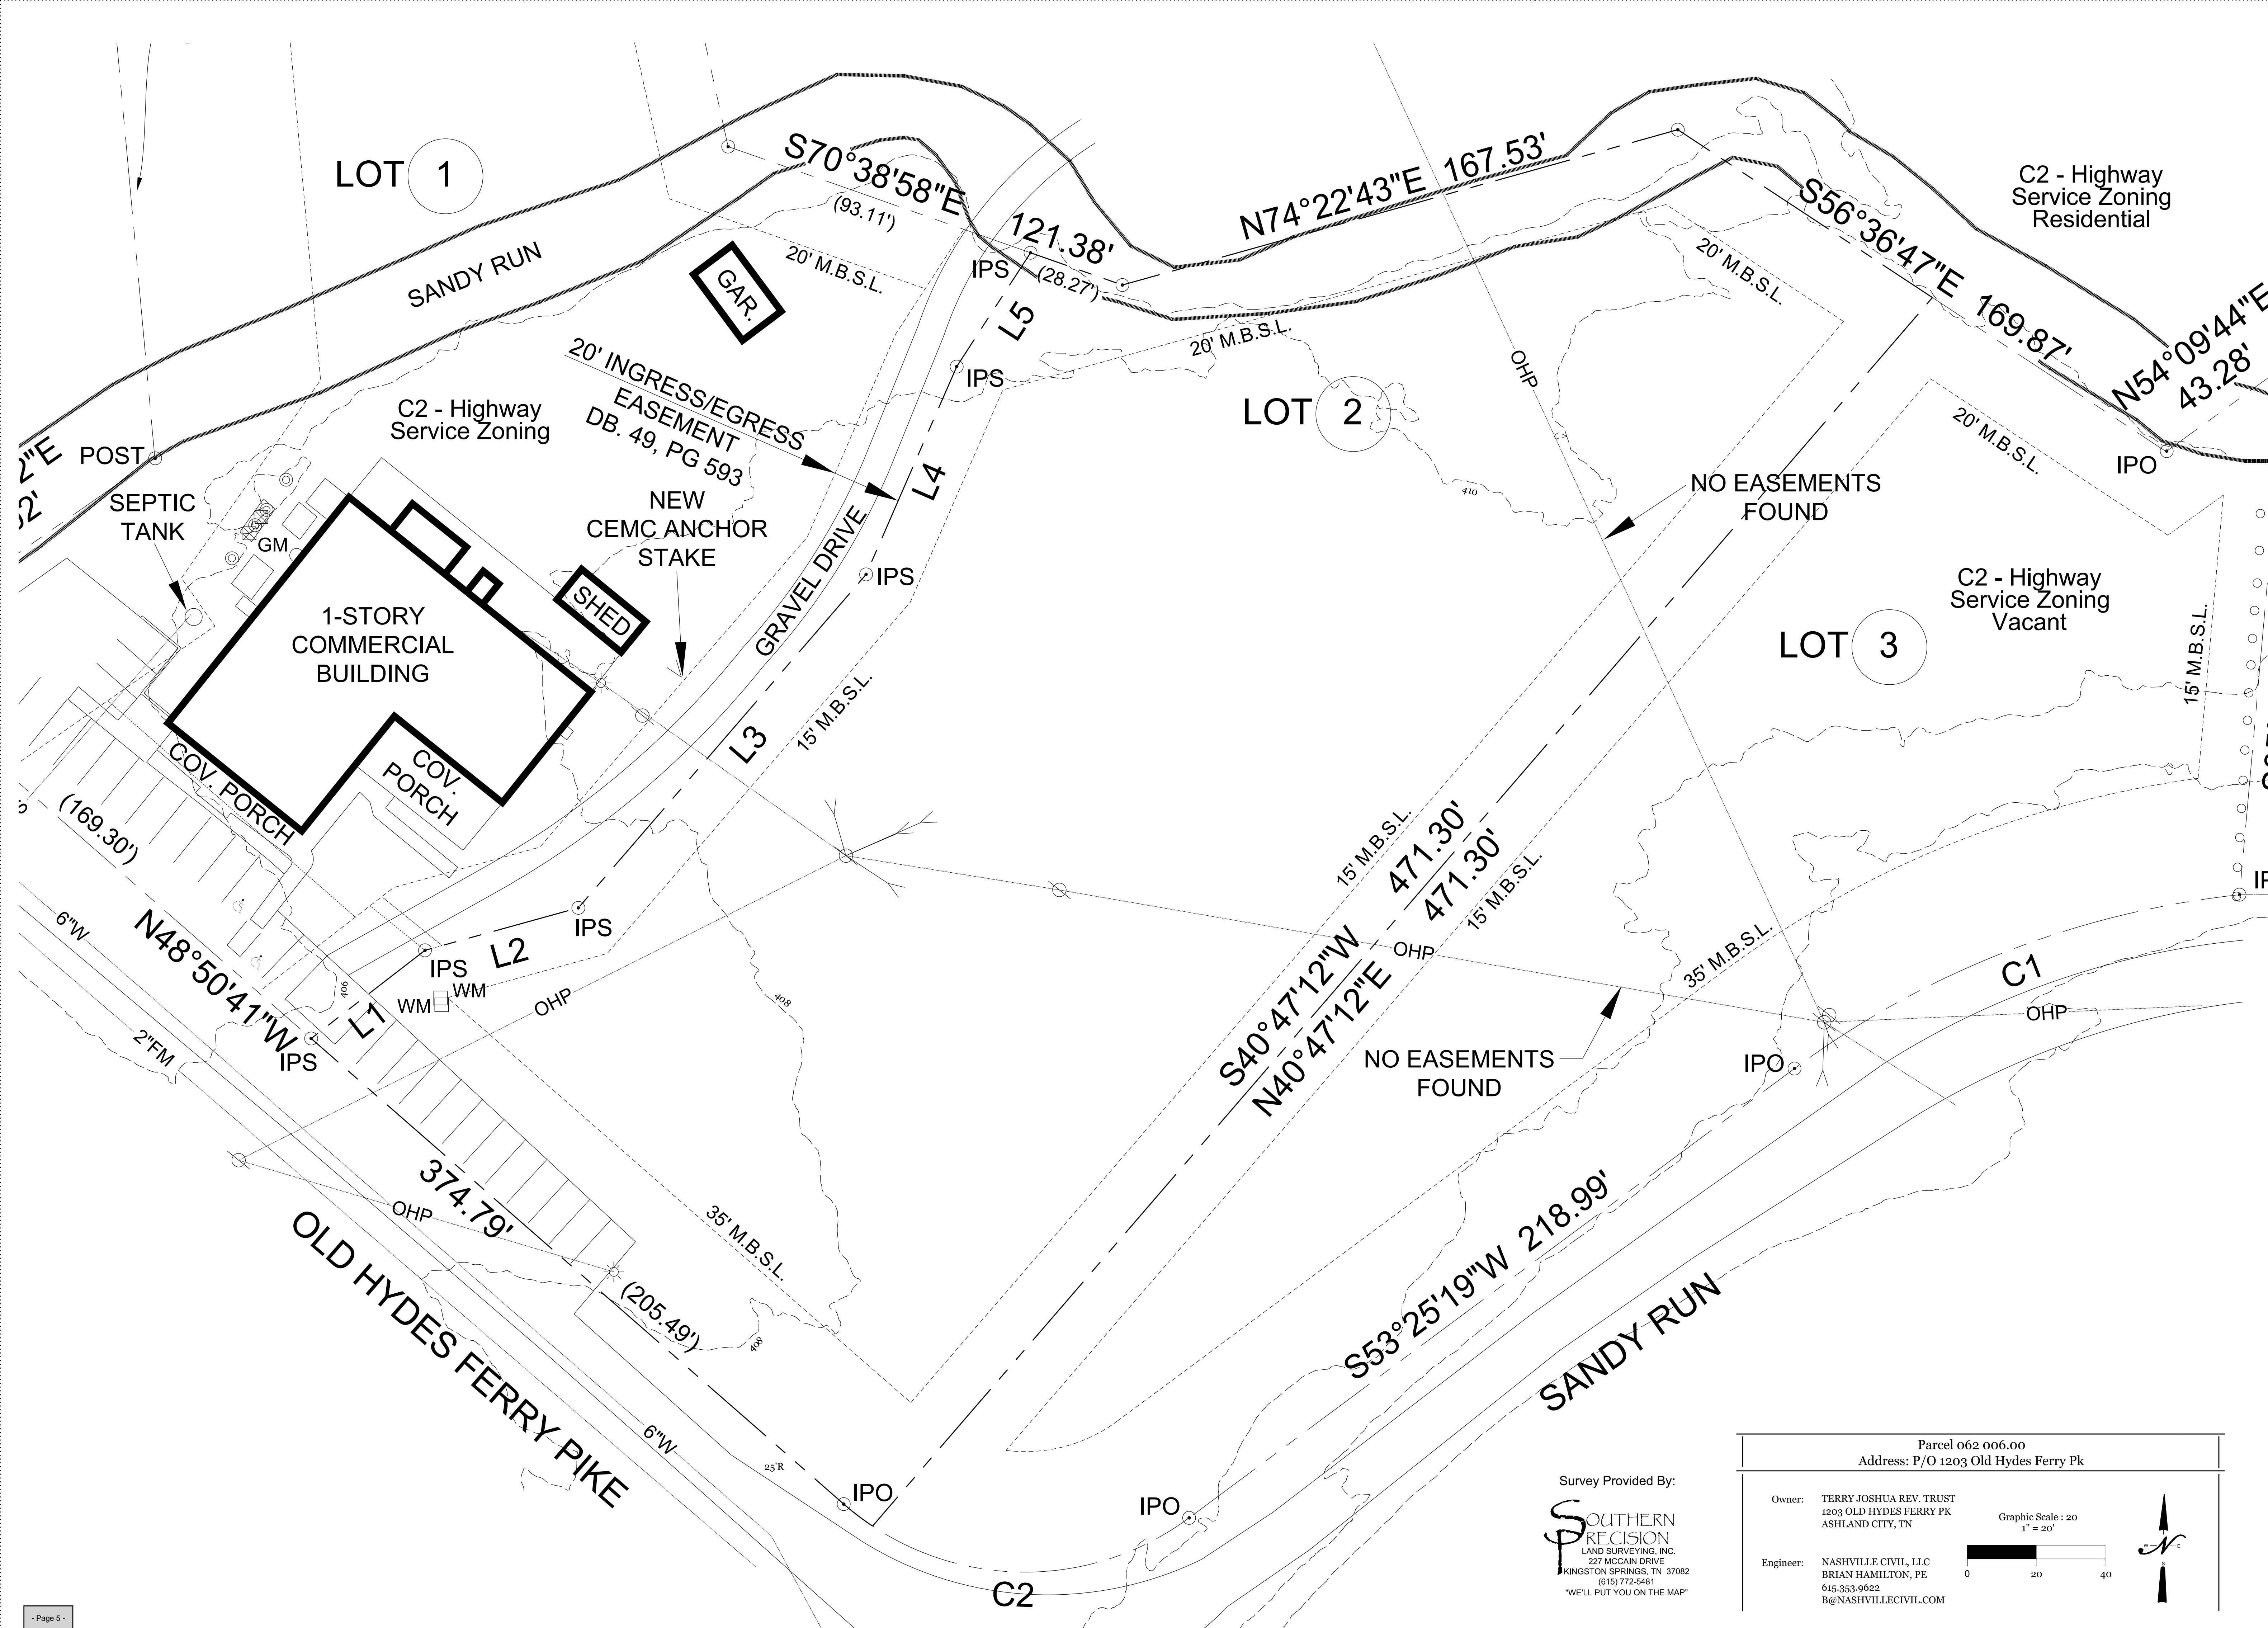 LOT 1
S70°38'58"E
121.38'
(93.11')
(28.27')
N74°22'43"E 167.53'
C2 - Highway
Service Zoning
Residential
S56°36'47"E 169.87'
N54°09'44"E
43.28'
SANDY RUN
GAR.
20' M.B.S.L.
IPS
L5
20' M.B.S.L.
20' M.B.S.L.
OHP
20' INGRESS/EGRESS
EASEMENT
DB. 49, PG 593
IPS
LOT 2
20' M.B.S.L.
C2 - Highway
Service Zoning
2"E
POST
IPO
L4
410
NO EASEMENTS
FOUND
SEPTIC
TANK
NEW
CEMC ANCHOR
STAKE
GM
GRAVEL DRIVE
IPS
C2 - Highway
Service Zoning
Vacant
SHED
1-STORY
COMMERCIAL
BUILDING
LOT 3
15' M.B.S.L.
L3
15' M.B.S.L.
COV. PORCH
COV.
PORCH
(169.30')
15' M.B.S.L.
471.30'
471.30'
15' M.B.S.L.
6"W
N48°50'41"W
374.79'
IPS
L2
IPS
OHP
35' M.B.S.L.
S40°47'12"W
N40°47'12"E
C1
406
WM
WM
OHP
408
OHP
L1
IPS
2"FM
NO EASEMENTS
FOUND
IPO
OHP
35' M.B.S.L.
S53°25'19"W 218.99'
OLD HYDES FERRY PIKE
(205.49')
408
SANDY RUN
6"W
25'R
IPO
IPO
C2
Survey Provided By:
SOUTHERN
PRECISION
LAND SURVEYING, INC.
227 MCCAIN DRIVE
KINGSTON SPRINGS, TN 37082
(615) 772-5481
"WE'LL PUT YOU ON THE MAP"
Parcel 062 006.00
Address: P/O 1203 Old Hydes Ferry Pk
Owner: TERRY JOSHUA REV. TRUST
1203 OLD HYDES FERRY PK
ASHLAND CITY, TN
Engineer: NASHVILLE CIVIL, LLC
BRIAN HAMILTON, PE
615.353.9622
B@NASHVILLECIVIL.COM
Graphic Scale : 20
1" = 20'
0 20 40
N
W E
S
- Page 5 -